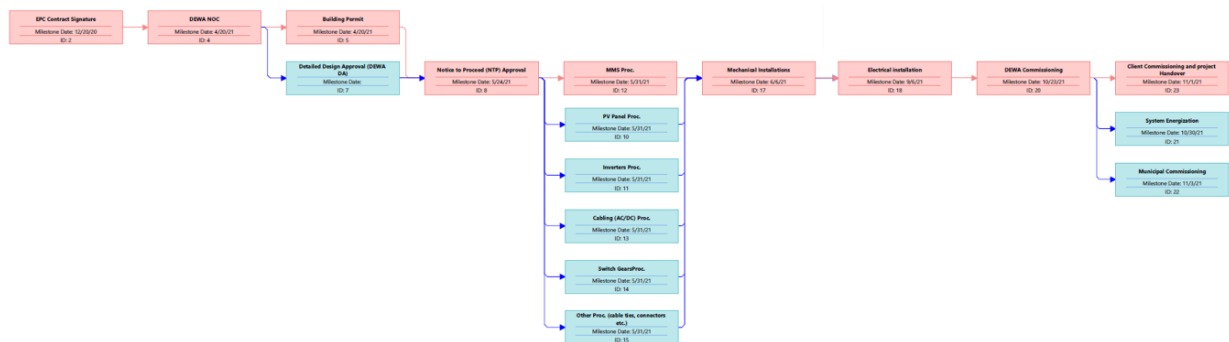 EPC Contract Signature
Milestone Date: 12/20/20
ID: 2
DEWA NOC
Milestone Date: 4/20/21
ID: 4
Building Permit
Milestone Date: 4/20/21
ID: 5
Detailed Design Approval (DEWA
DA)
Milestone Date:
ID: 7
Notice to Proceed (NTP) Approval
Milestone Date: 5/24/21
ID: 8
MMS Proc.
Milestone Date: 5/31/21
ID: 12
PV Panel Proc.
Milestone Date: 5/31/21
ID: 10
Inverters Proc.
Milestone Date: 5/31/21
ID: 11
Cabling (AC/DC) Proc.
Milestone Date: 5/31/21
ID: 13
Switch GearsProc.
Milestone Date: 5/31/21
ID: 14
Other Proc. (cable ties, connectors
etc.)
Milestone Date: 5/31/21
ID: 15
Mechanical Installations
Milestone Date: 6/6/21
ID: 17
Electrical Installation
Milestone Date: 9/6/21
ID: 18
DEWA Commissioning
Milestone Date: 10/23/21
ID: 20
Client Commissioning and project
Handover
Milestone Date: 11/1/21
ID: 23
System Energization
Milestone Date: 10/30/21
ID: 21
Municipal Commissioning
Milestone Date: 11/3/21
ID: 22